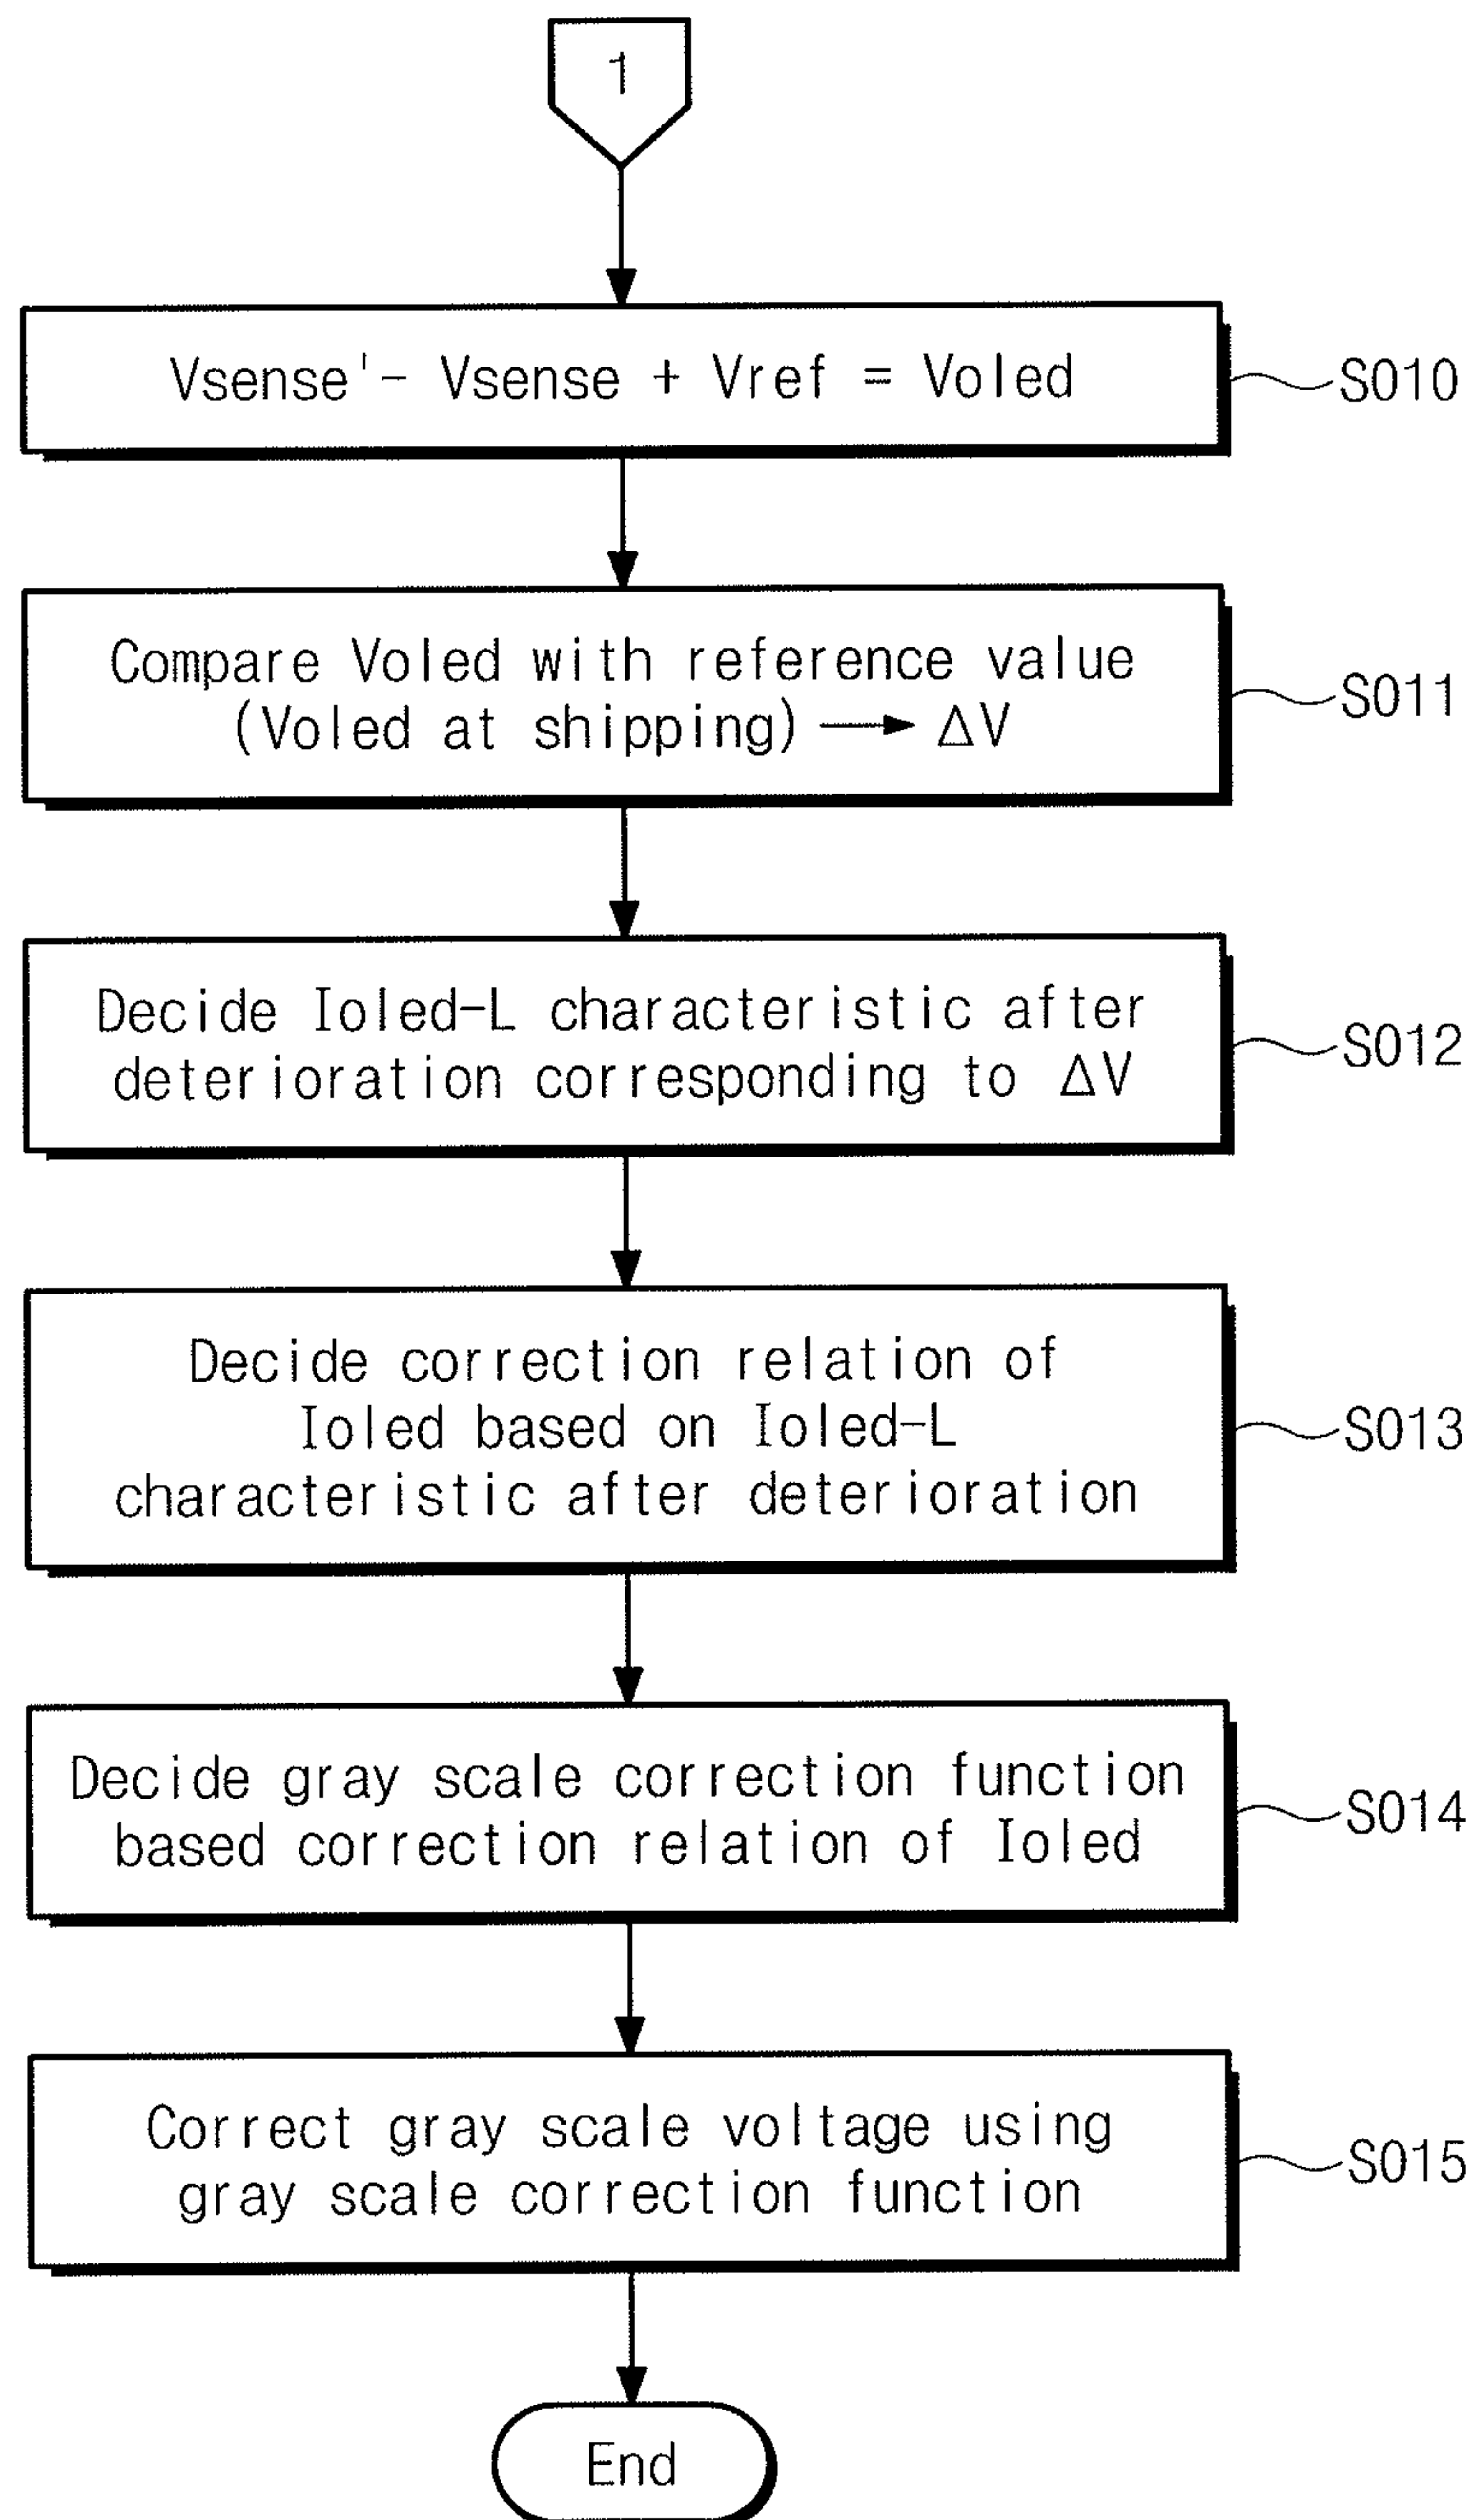 1
Vsense'- Vsense + Vref = Voled
S010
Compare Voled with reference value
(Voled at shipping) → ΔV
S011
Decide Ioled-L characteristic after
deterioration corresponding to ΔV
S012
Decide correction relation of
Ioled based on Ioled-L
characteristic after deterioration
S013
Decide gray scale correction function
based correction relation of Ioled
S014
Correct gray scale voltage using
gray scale correction function
S015
End